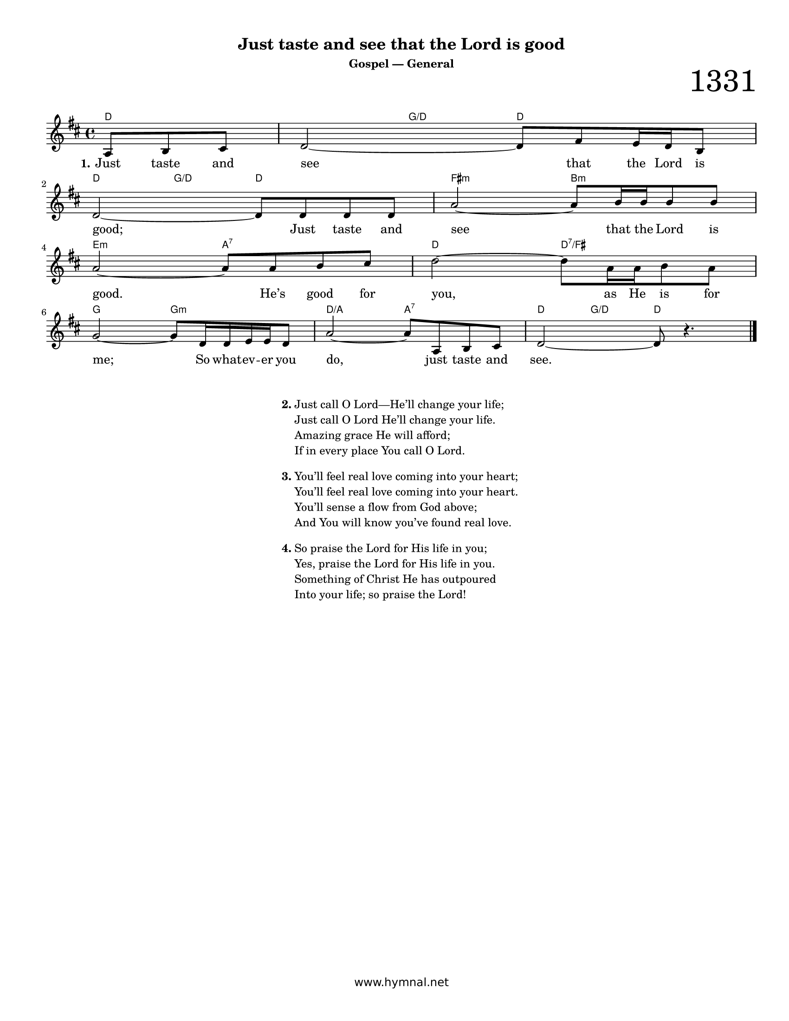 Just taste and see that the Lord is good
Gospel — General
1331
D G/D D
1. Just taste and see that the Lord is
2
D G/D D F♯m Bm
good; Just taste and see that the Lord is
4
Em A7 D D7/F♯
good. He's good for you, as He is for
6
G Gm D/A A7 D G/D D
me; So whatev-er you do, just taste and see.
2. Just call O Lord—He'll change your life;
Just call O Lord He'll change your life.
Amazing grace He will afford;
If in every place You call O Lord.
3. You'll feel real love coming into your heart;
You'll feel real love coming into your heart.
You'll sense a flow from God above;
And You will know you've found real love.
4. So praise the Lord for His life in you;
Yes, praise the Lord for His life in you.
Something of Christ He has outpoured
Into your life; so praise the Lord!
www.hymnal.net